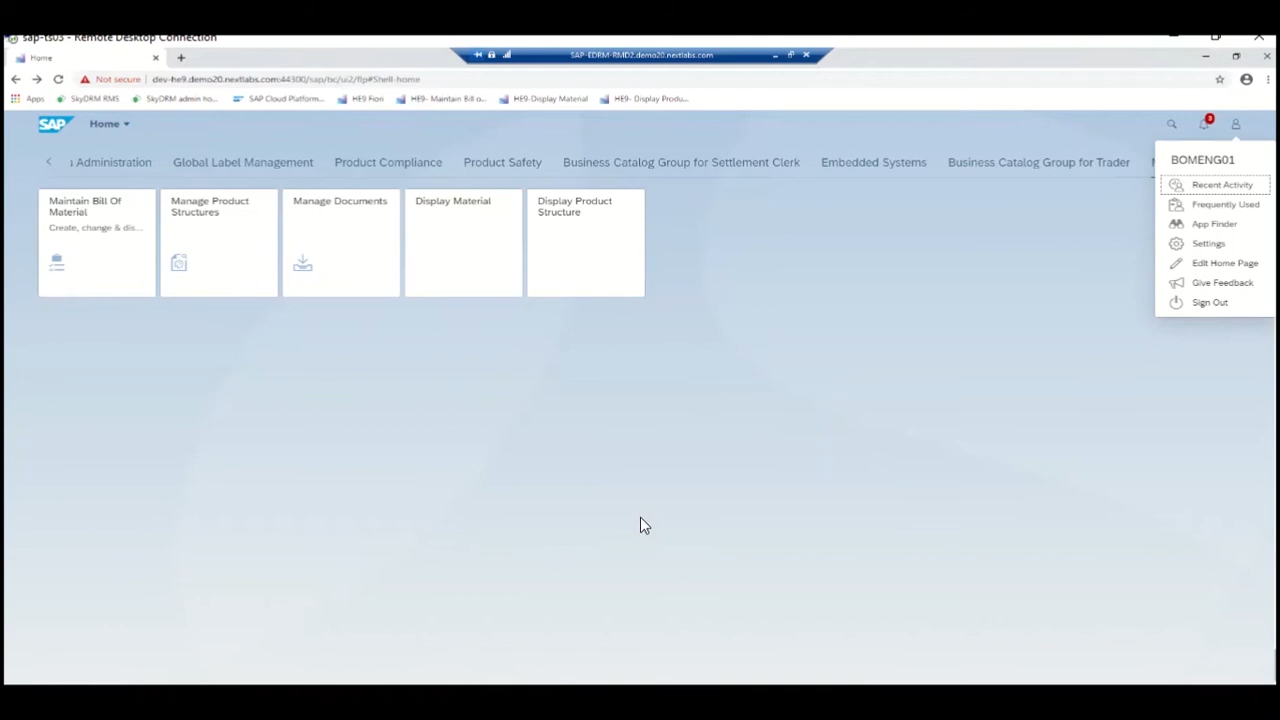 sap-ts03 - Remote Desktop Connection
SAP-EDRM-RMD2.demo20.nextlabs.com
Home
Not secure dev-he9.demo20.nextlabs.com:44300/sap/bc/ui2/flp#Shell-home
Apps SkyDRM RMS SkyDRM admin ho... SAP Cloud Platform... HE9 Fiori HE9- Maintain Bill o... HE9-Display Material HE9- Display Produ...
SAP Home 3
Administration Global Label Management Product Compliance Product Safety Business Catalog Group for Settlement Clerk Embedded Systems Business Catalog Group for Trader
BOMENG01
Recent Activity
Frequently Used
App Finder
Settings
Edit Home Page
Give Feedback
Sign Out
Maintain Bill Of
Material
Create, change & dis...
Manage Product
Structures
Manage Documents
Display Material
Display Product
Structure